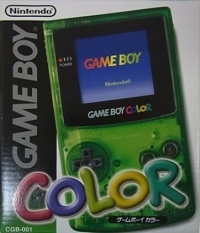 Nintendo
GAME BOY
POWER
GAME BOY
Nintendo
GAME BOY COLOR
COLOR
CGB-001
ゲームボーイ カラー